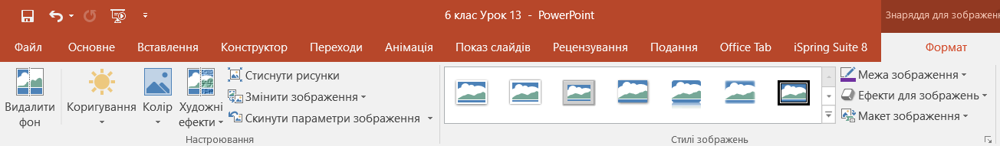 6 клас Урок 13 - PowerPoint
Знаряддя для зображен
Файл Основне Вставлення Конструктор Переходи Анімація Показ слайдів Рецензування Подання Office Tab iSpring Suite 8 Формат
Видалити фон
Коригування
Колір
Художні ефекти
Стиснути рисунки
Змінити зображення
Скинути параметри зображення
Межа зображення
Ефекти для зображень
Макет зображення
Настроювання
Стилі зображень